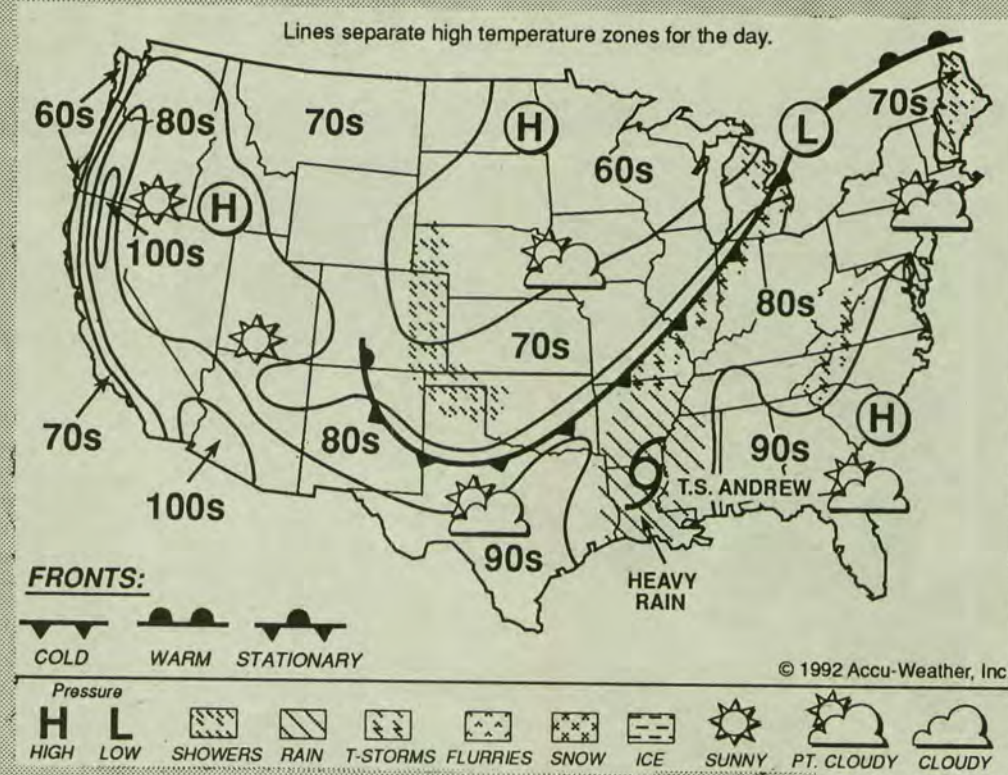 Lines separate high temperature zones for the day.
60s
80s
70s
H
60s
L
70s
H
100s
80s
70s
70s
80s
H
90s
T.S. ANDREW
100s
90s
HEAVY
RAIN
FRONTS:
COLD WARM STATIONARY
© 1992 Accu-Weather, Inc
Pressure
H L
HIGH LOW SHOWERS RAIN T-STORMS FLURRIES SNOW ICE SUNNY PT. CLOUDY CLOUDY